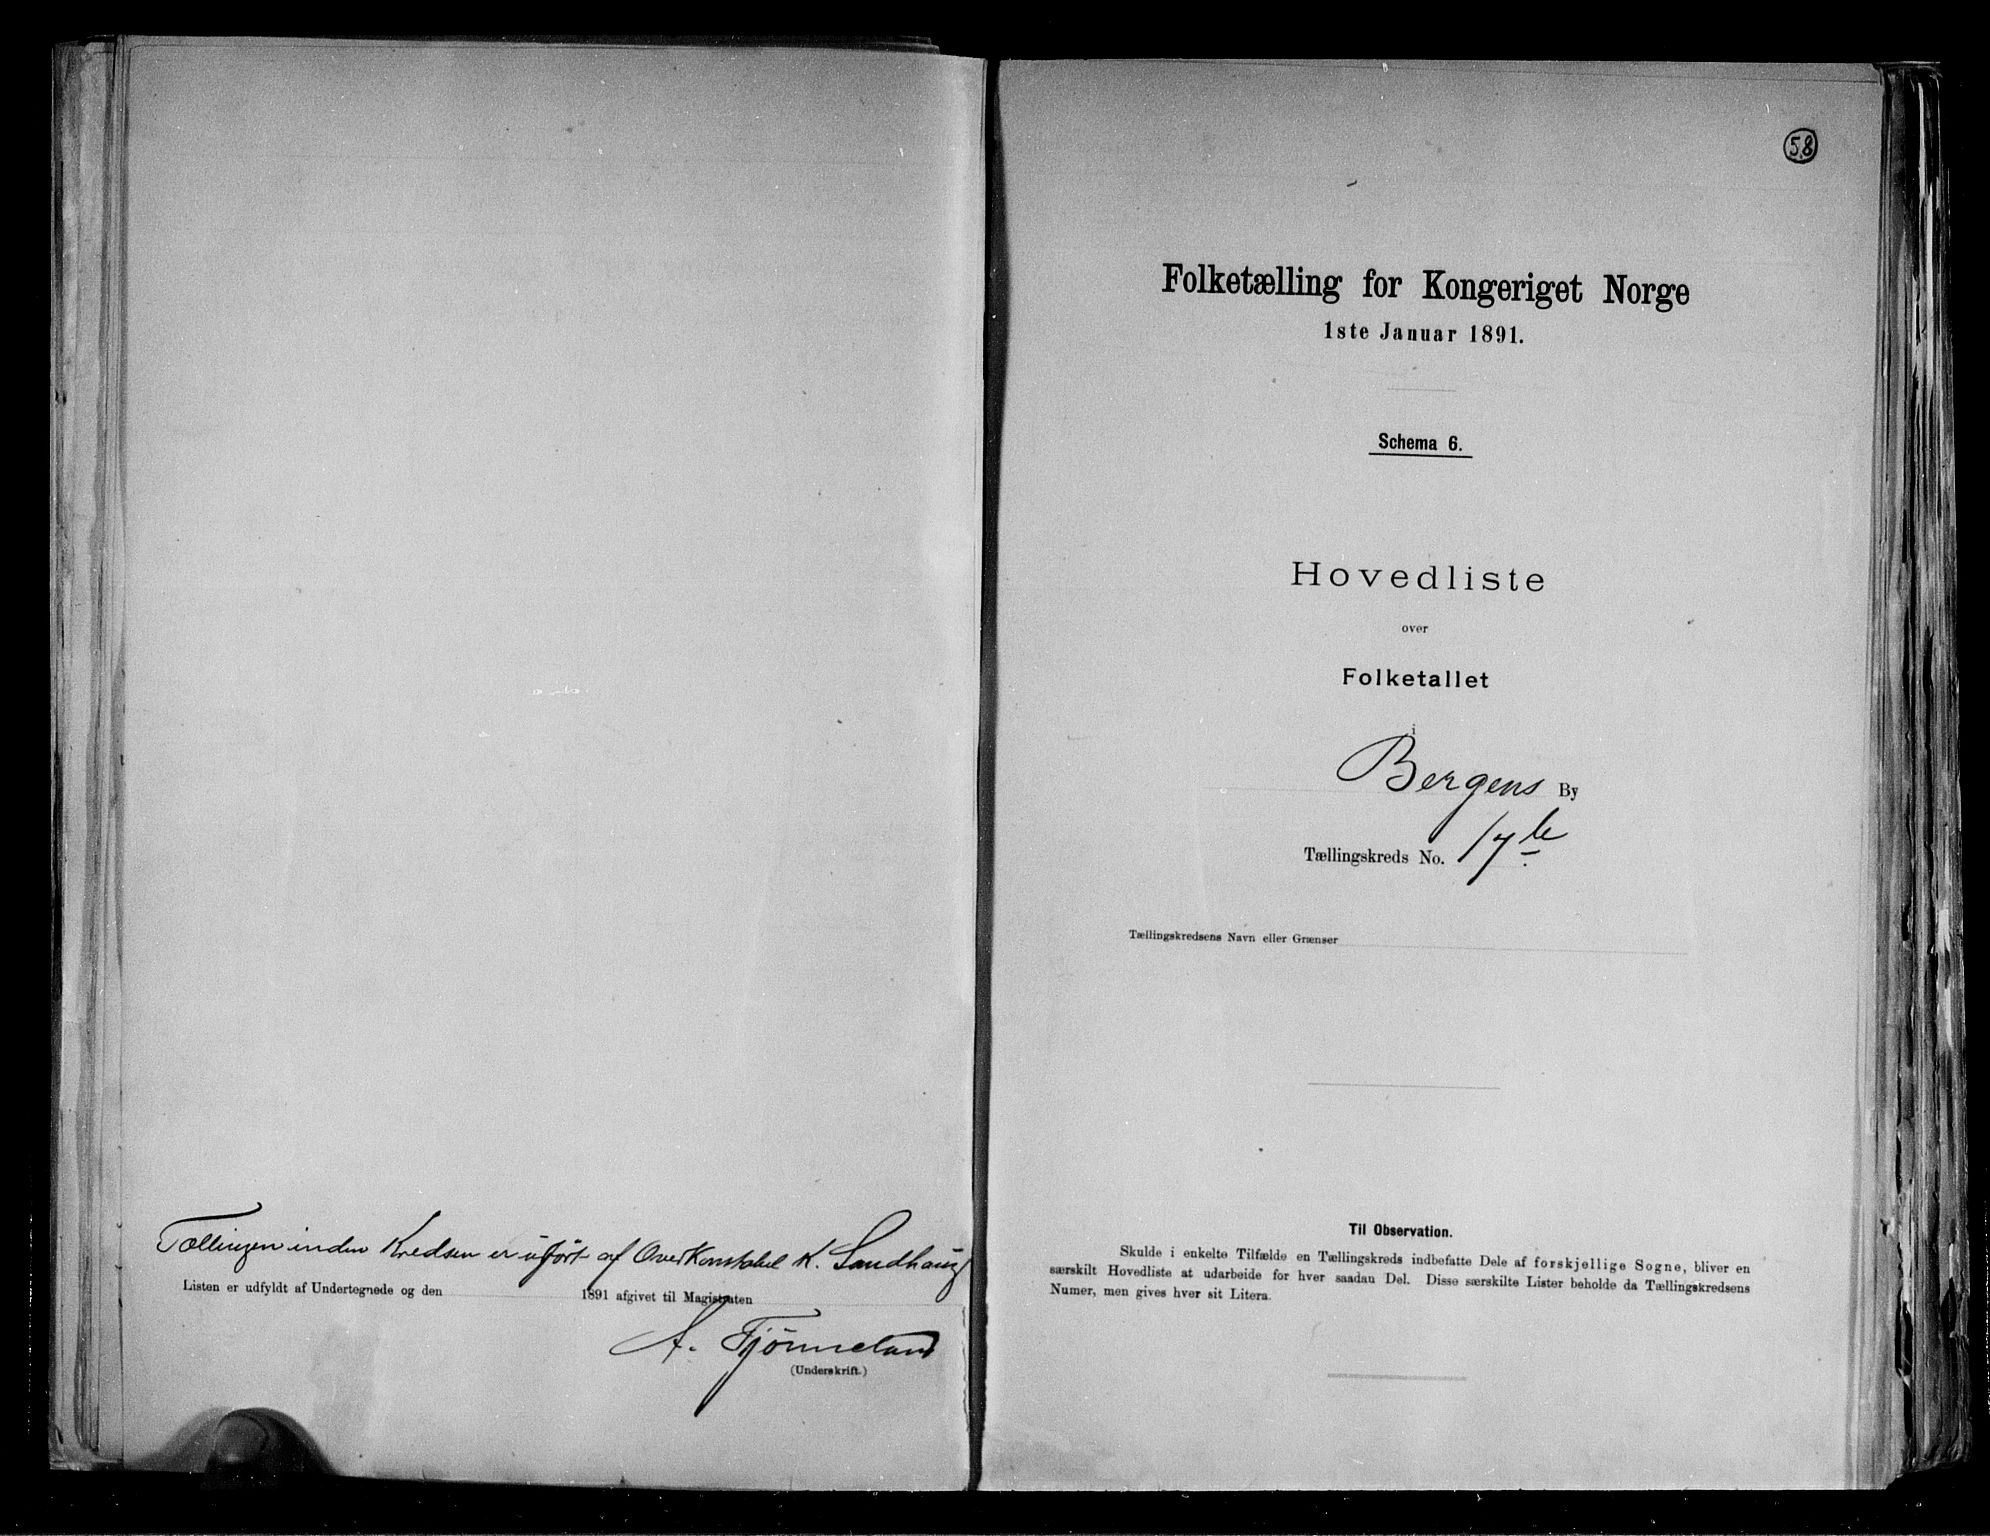 Tællingen inden Kredsen er udført af Overkonstabel K. Sandhaug
Listen er udfyldt af Undertegnede og den 1891 afgivet til Magistraten
A. Tjønneland
(Underskrift.)
58
Folketælling for Kongeriget Norge
1ste Januar 1891.
Schema 6.
Hovedliste
over
Folketallet
i
Bergens By
Tællingskreds No. 17de
Tællingskredsens Navn eller Grænser
Til Observation.
Skulde i enkelte Tilfælde en Tællingskreds indbefatte Dele af forskjellige Sogne, bliver en
særskilt Hovedliste at udarbeide for hver saadan Del. Disse særskilte Lister beholde da Tællingskredsens
Numer, men gives hver sit Litera.